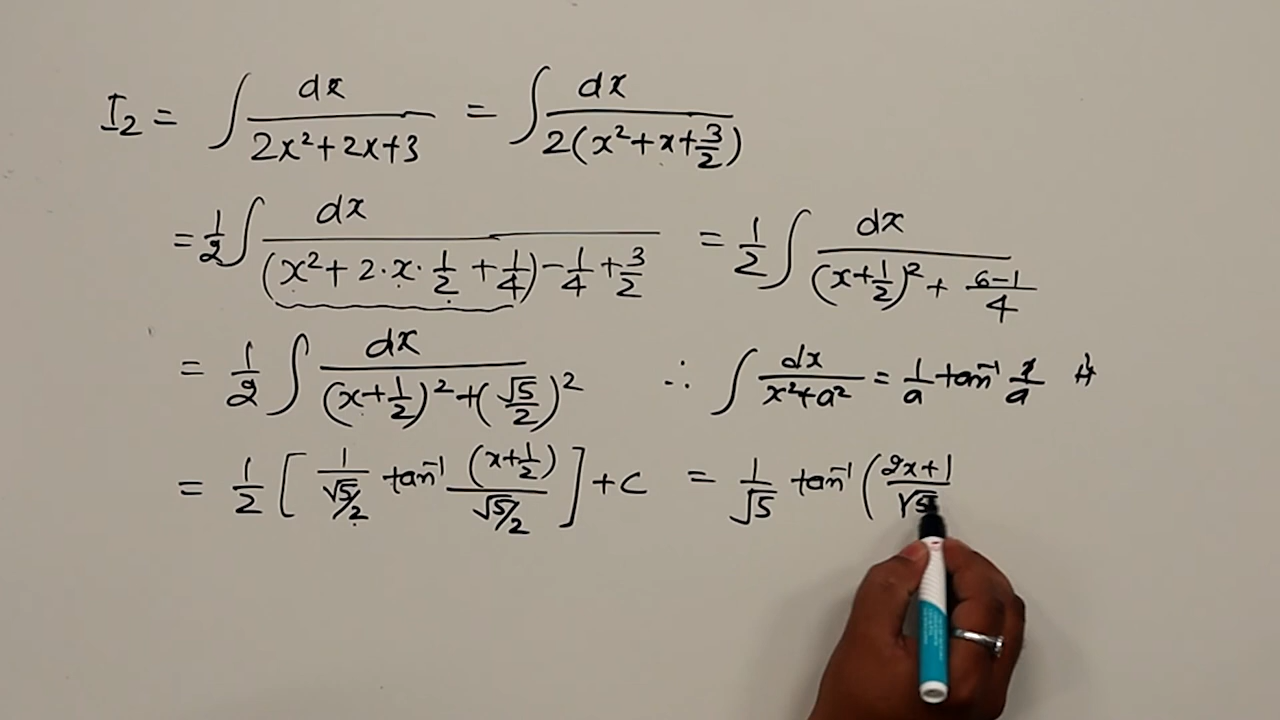 I₂ = ∫ dx/(2x²+2x+3) = ∫ dx/(2(x²+x+3/2))
= 1/2 ∫ dx/((x²+2·x·1/2+1/4)-1/4+3/2) = 1/2 ∫ dx/((x+1/2)²+(6-1)/4)
= 1/2 ∫ dx/((x+1/2)²+(√5/2)²) ∴ ∫ dx/(x²+a²) = 1/a tan⁻¹ x/a
= 1/2 [1/(√5/2) tan⁻¹ (x+1/2)/(√5/2)] + C = 1/√5 tan⁻¹ ((2x+1)/√5